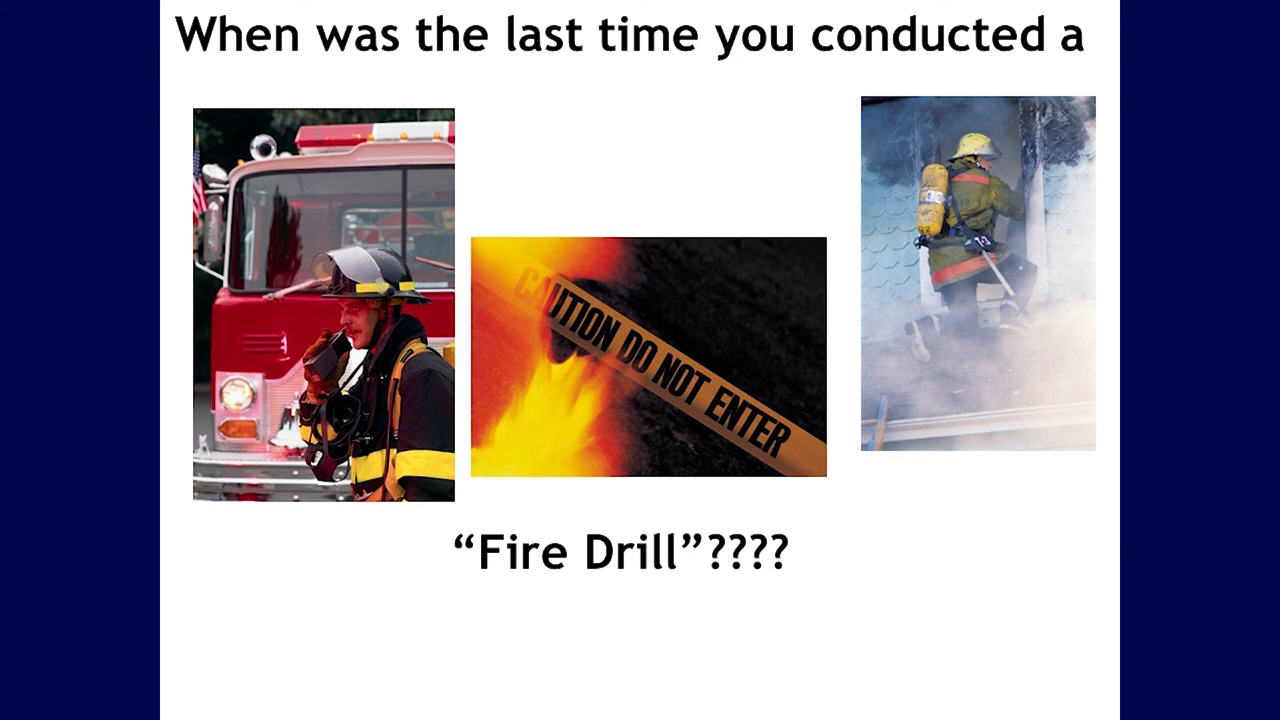 When was the last time you conducted a
CAUTION DO NOT ENTER
“Fire Drill”????